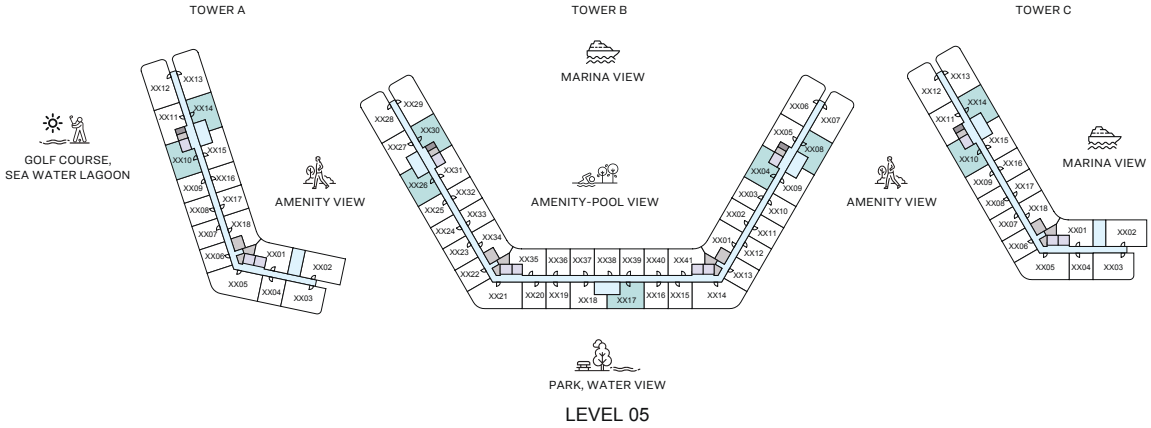 TOWER A
TOWER B
TOWER C
MARINA VIEW
GOLF COURSE,
SEA WATER LAGOON
AMENITY VIEW
AMENITY-POOL VIEW
AMENITY VIEW
MARINA VIEW
XX12
XX13
XX11
XX14
XX10
XX15
XX09
XX16
XX08
XX17
XX07
XX18
XX06
XX01
XX02
XX05
XX04
XX03
XX29
XX28
XX30
XX27
XX31
XX26
XX32
XX25
XX33
XX24
XX34
XX23
XX22
XX21
XX35
XX36
XX37
XX38
XX39
XX40
XX41
XX20
XX19
XX18
XX17
XX16
XX15
XX14
XX06
XX07
XX05
XX08
XX04
XX09
XX03
XX10
XX02
XX11
XX01
XX12
XX13
XX13
XX12
XX14
XX11
XX15
XX10
XX16
XX09
XX17
XX08
XX18
XX07
XX06
XX01
XX02
XX05
XX04
XX03
PARK, WATER VIEW
LEVEL 05